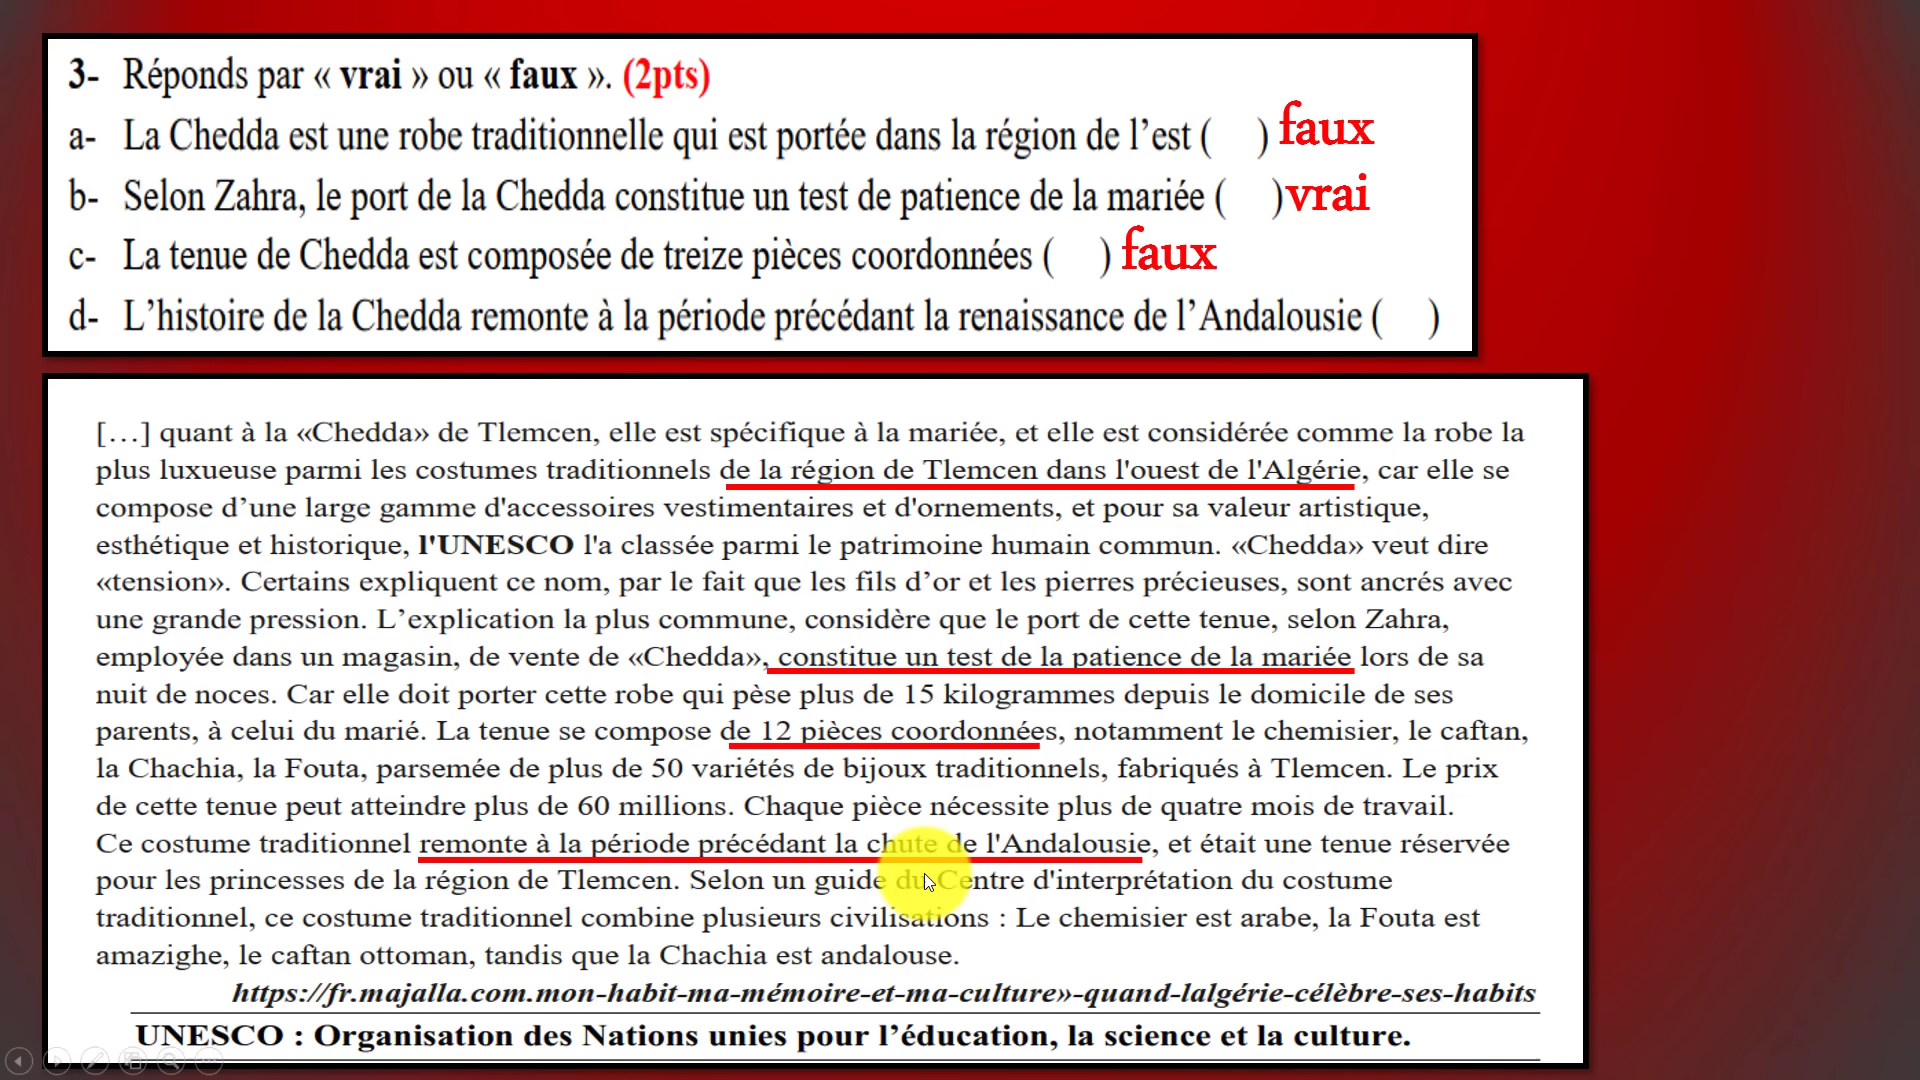 3- Réponds par « vrai » ou « faux ». (2pts)
a- La Chedda est une robe traditionnelle qui est portée dans la région de l’est (    ) faux
b- Selon Zahra, le port de la Chedda constitue un test de patience de la mariée (    ) vrai
c- La tenue de Chedda est composée de treize pièces coordonnées (    ) faux
d- L’histoire de la Chedda remonte à la période précédant la renaissance de l’Andalousie (    )
[…] quant à la «Chedda» de Tlemcen, elle est spécifique à la mariée, et elle est considérée comme la robe la
plus luxueuse parmi les costumes traditionnels de la région de Tlemcen dans l'ouest de l'Algérie, car elle se
compose d’une large gamme d'accessoires vestimentaires et d'ornements, et pour sa valeur artistique,
esthétique et historique, l'UNESCO l'a classée parmi le patrimoine humain commun. «Chedda» veut dire
«tension». Certains expliquent ce nom, par le fait que les fils d’or et les pierres précieuses, sont ancrés avec
une grande pression. L’explication la plus commune, considère que le port de cette tenue, selon Zahra,
employée dans un magasin, de vente de «Chedda», constitue un test de la patience de la mariée lors de sa
nuit de noces. Car elle doit porter cette robe qui pèse plus de 15 kilogrammes depuis le domicile de ses
parents, à celui du marié. La tenue se compose de 12 pièces coordonnées, notamment le chemisier, le caftan,
la Chachia, la Fouta, parsemée de plus de 50 variétés de bijoux traditionnels, fabriqués à Tlemcen. Le prix
de cette tenue peut atteindre plus de 60 millions. Chaque pièce nécessite plus de quatre mois de travail.
Ce costume traditionnel remonte à la période précédant la chute de l'Andalousie, et était une tenue réservée
pour les princesses de la région de Tlemcen. Selon un guide du Centre d'interprétation du costume
traditionnel, ce costume traditionnel combine plusieurs civilisations : Le chemisier est arabe, la Fouta est
amazighe, le caftan ottoman, tandis que la Chachia est andalouse.
https://fr.majalla.com.mon-habit-ma-mémoire-et-ma-culture»-quand-lalgérie-célèbre-ses-habits
UNESCO : Organisation des Nations unies pour l’éducation, la science et la culture.